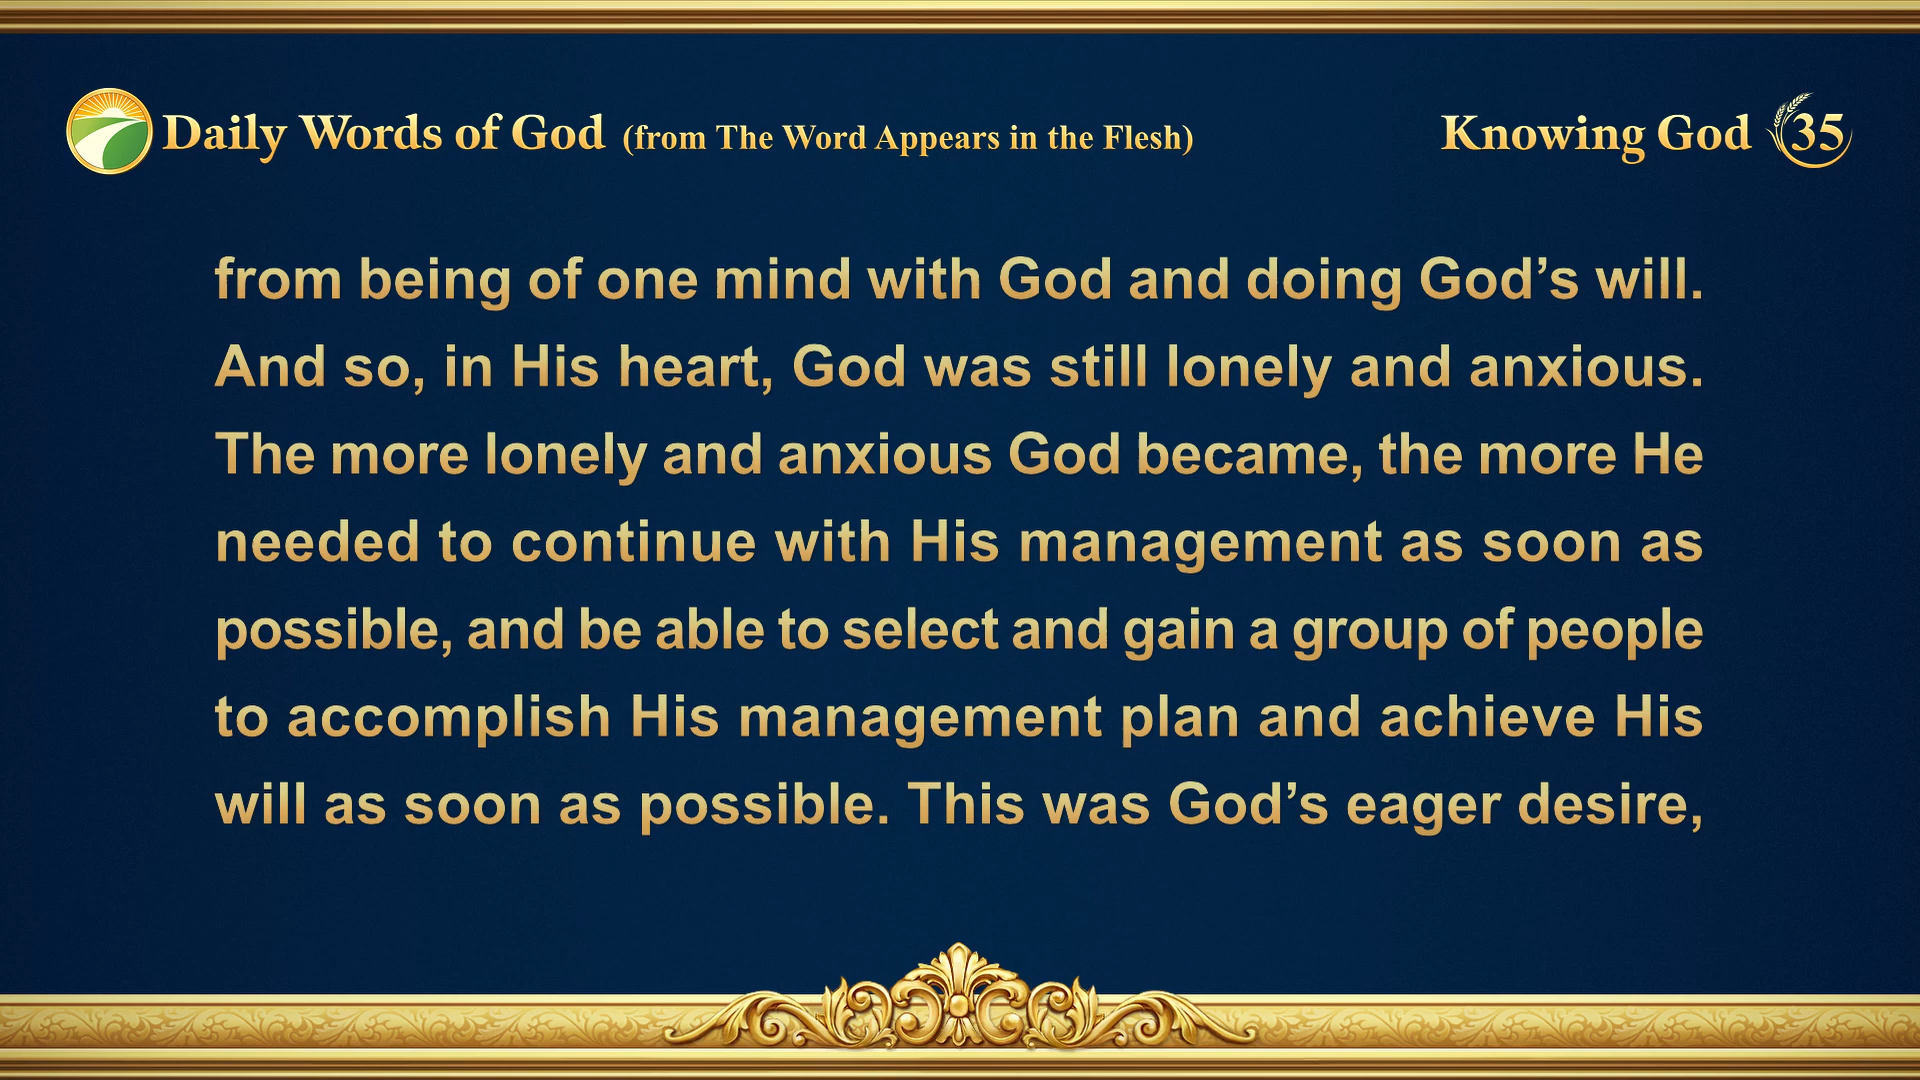 Daily Words of God (from The Word Appears in the Flesh)
Knowing God 35
from being of one mind with God and doing God’s will.
And so, in His heart, God was still lonely and anxious.
The more lonely and anxious God became, the more He
needed to continue with His management as soon as
possible, and be able to select and gain a group of people
to accomplish His management plan and achieve His
will as soon as possible. This was God’s eager desire,